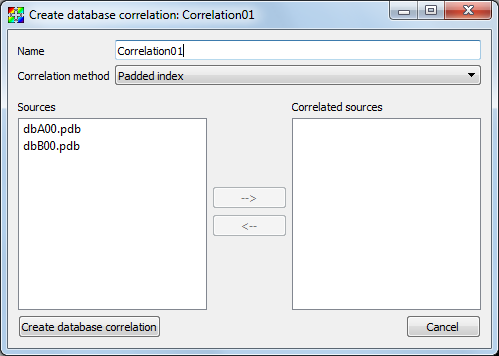 Create database correlation: Correlation01
Name Correlation01
Correlation method Padded index
Sources Correlated sources
dbA00.pdb
dbB00.pdb
-->
<--
Create database correlation Cancel